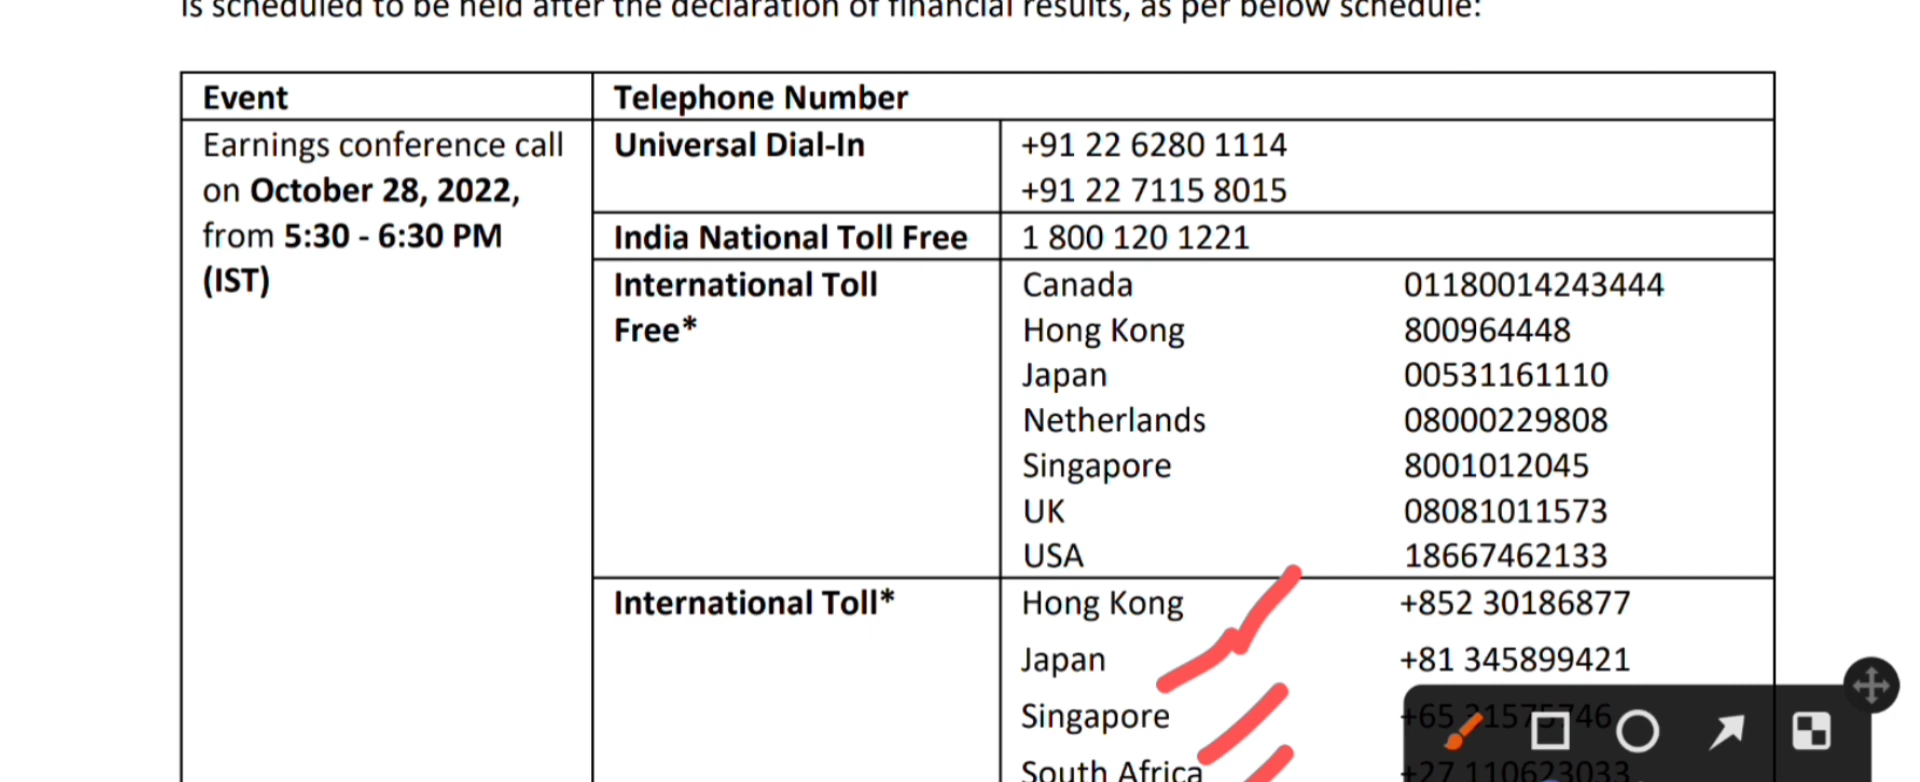 is scheduled to be held after the declaration of financial results, as per below schedule:
Event Telephone Number
Earnings conference call on October 28, 2022, from 5:30 - 6:30 PM (IST)
Universal Dial-In +91 22 6280 1114
+91 22 7115 8015
India National Toll Free 1 800 120 1221
International Toll Free*
Canada 01180014243444
Hong Kong 800964448
Japan 00531161110
Netherlands 08000229808
Singapore 8001012045
UK 08081011573
USA 18667462133
International Toll* Hong Kong +852 30186877
Japan +81 345899421
Singapore +65
South Africa +27 110623033